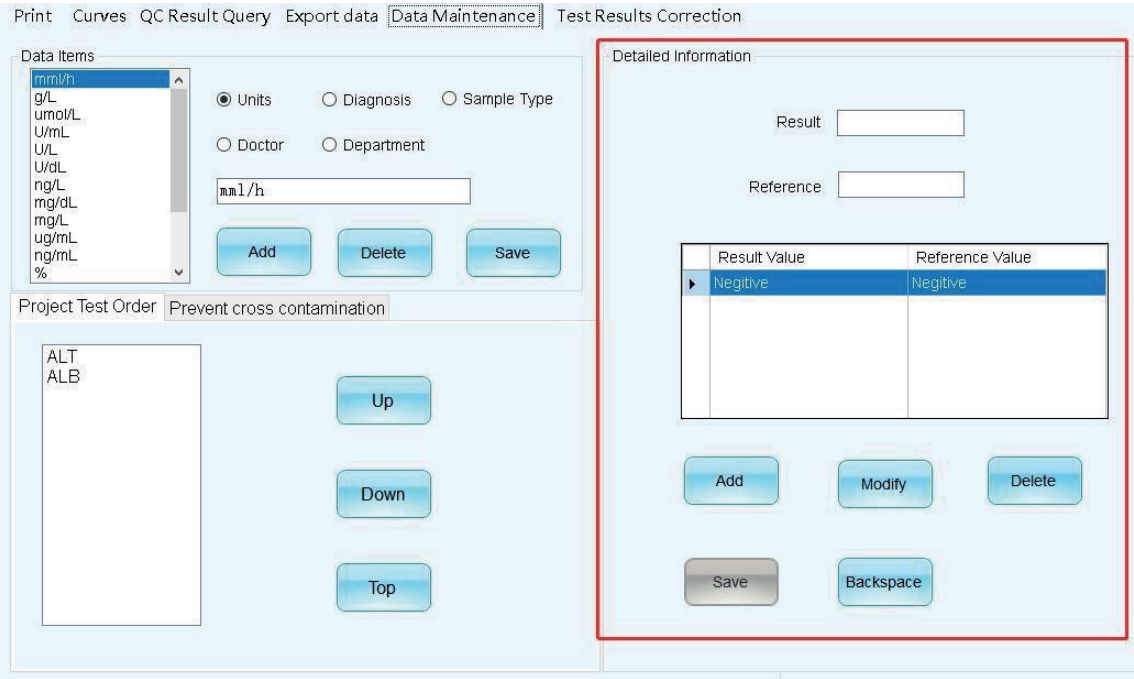 Print Curves QC Result Query Export data Data Maintenance Test Results Correction
Data Items
mml/h
g/L
umol/L
U/mL
U/L
U/dL
ng/L
mg/dL
mg/L
ug/mL
ng/mL
%
Units Diagnosis Sample Type
Doctor Department
mml/h
Add Delete Save
Project Test Order Prevent cross contamination
ALT
ALB
Up
Down
Top
Detailed Information
Result
Reference
Result Value Reference Value
Negitive Negitive
Add Modify Delete
Save Backspace